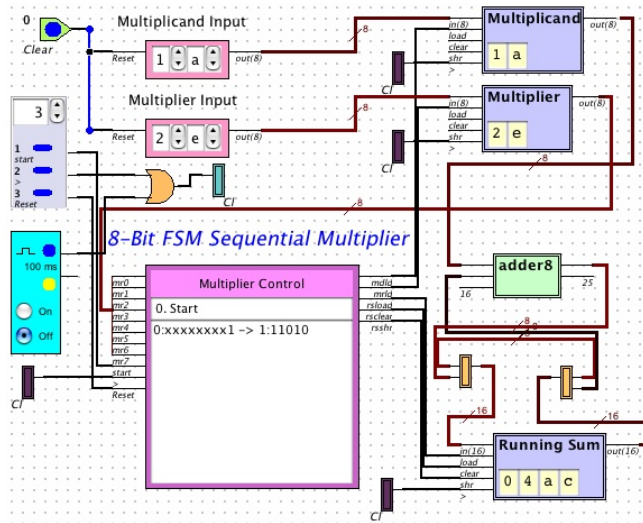 0
Clear
Multiplicand Input
Reset
1 a
out(8)
8
Cl
in(8)
load
clear
shr
>
Multiplicand
1 a
out(8)
Multiplier Input
Reset
2 e
out(8)
8
Cl
in(8)
load
clear
shr
>
Multiplier
2 e
out(8)
3
1
start
2
>
3
Reset
Cl
8
8
8-Bit FSM Sequential Multiplier
100 ms
On
Off
mr0
mr1
mr2
mr3
mr4
mr5
mr6
mr7
start
>
Reset
Cl
Multiplier Control
0. Start
0:xxxxxxxx1 -> 1:11010
mdld
mrld
rsload
rsclear
rsshr
adder8
16
25
8
8
16
16
Running Sum
in(16)
load
clear
shr
>
0 4 a c
out(16)
Cl